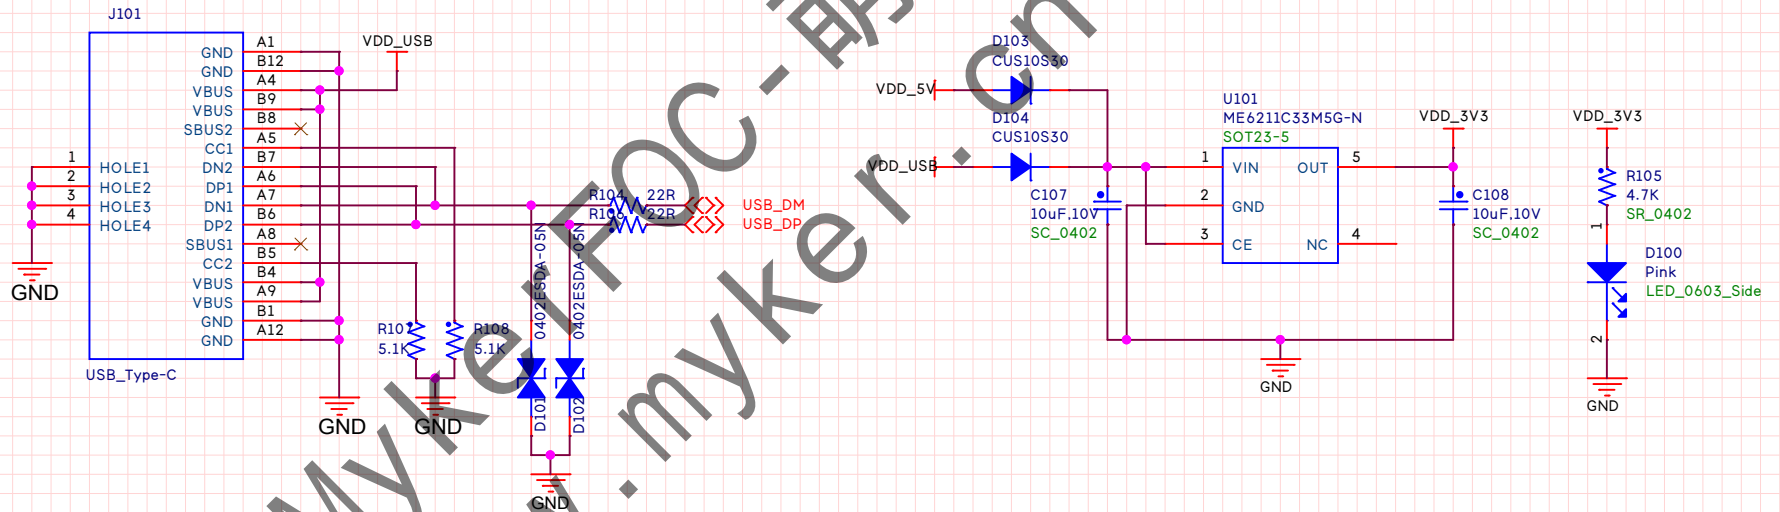 J101
A1
GND
B12
GND
A4
VBUS
B9
VBUS
B8
SBUS2
A5
CC1
B7
DN2
A6
DP1
A7
DN1
B6
DP2
A8
SBUS1
B5
CC2
B4
VBUS
A9
VBUS
B1
GND
A12
GND
1
HOLE1
2
HOLE2
3
HOLE3
4
HOLE4
GND
USB_Type-C
VDD_USB
GND
R108
5.1K
5.1K
GND
R104
22R
22R
USB_DM
USB_DP
0402ESDA-05N
0402ESDA-05N
D101
D102
GND
D103
CUS10S30
VDD_5V
D104
CUS10S30
VDD_USB
C107
10uF,10V
SC_0402
U101
ME6211C33M5G-N
SOT23-5
1
VIN
OUT
5
2
GND
3
CE
NC
4
VDD_3V3
C108
10uF,10V
SC_0402
GND
VDD_3V3
R105
4.7K
SR_0402
1
D100
Pink
LED_0603_Side
2
GND
MykerFOC-
.myker.cn